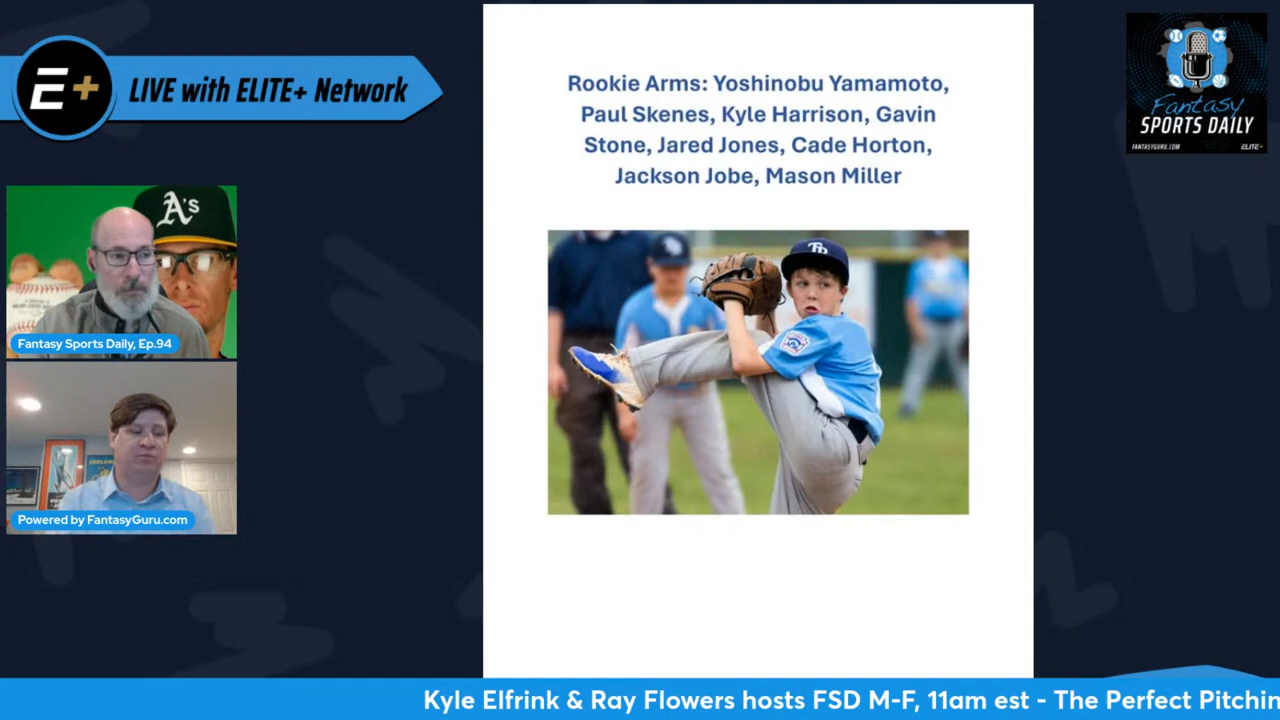 E+
LIVE with ELITE+ Network
Rookie Arms: Yoshinobu Yamamoto,
Paul Skenes, Kyle Harrison, Gavin
Stone, Jared Jones, Cade Horton,
Jackson Jobe, Mason Miller
Fantasy
SPORTS DAILY
FANTASYGURU.COM
ELITE+
A's
Fantasy Sports Daily, Ep.94
TB
Powered by FantasyGuru.com
Kyle Elfrink & Ray Flowers hosts FSD M-F, 11am est - The Perfect Pitchin